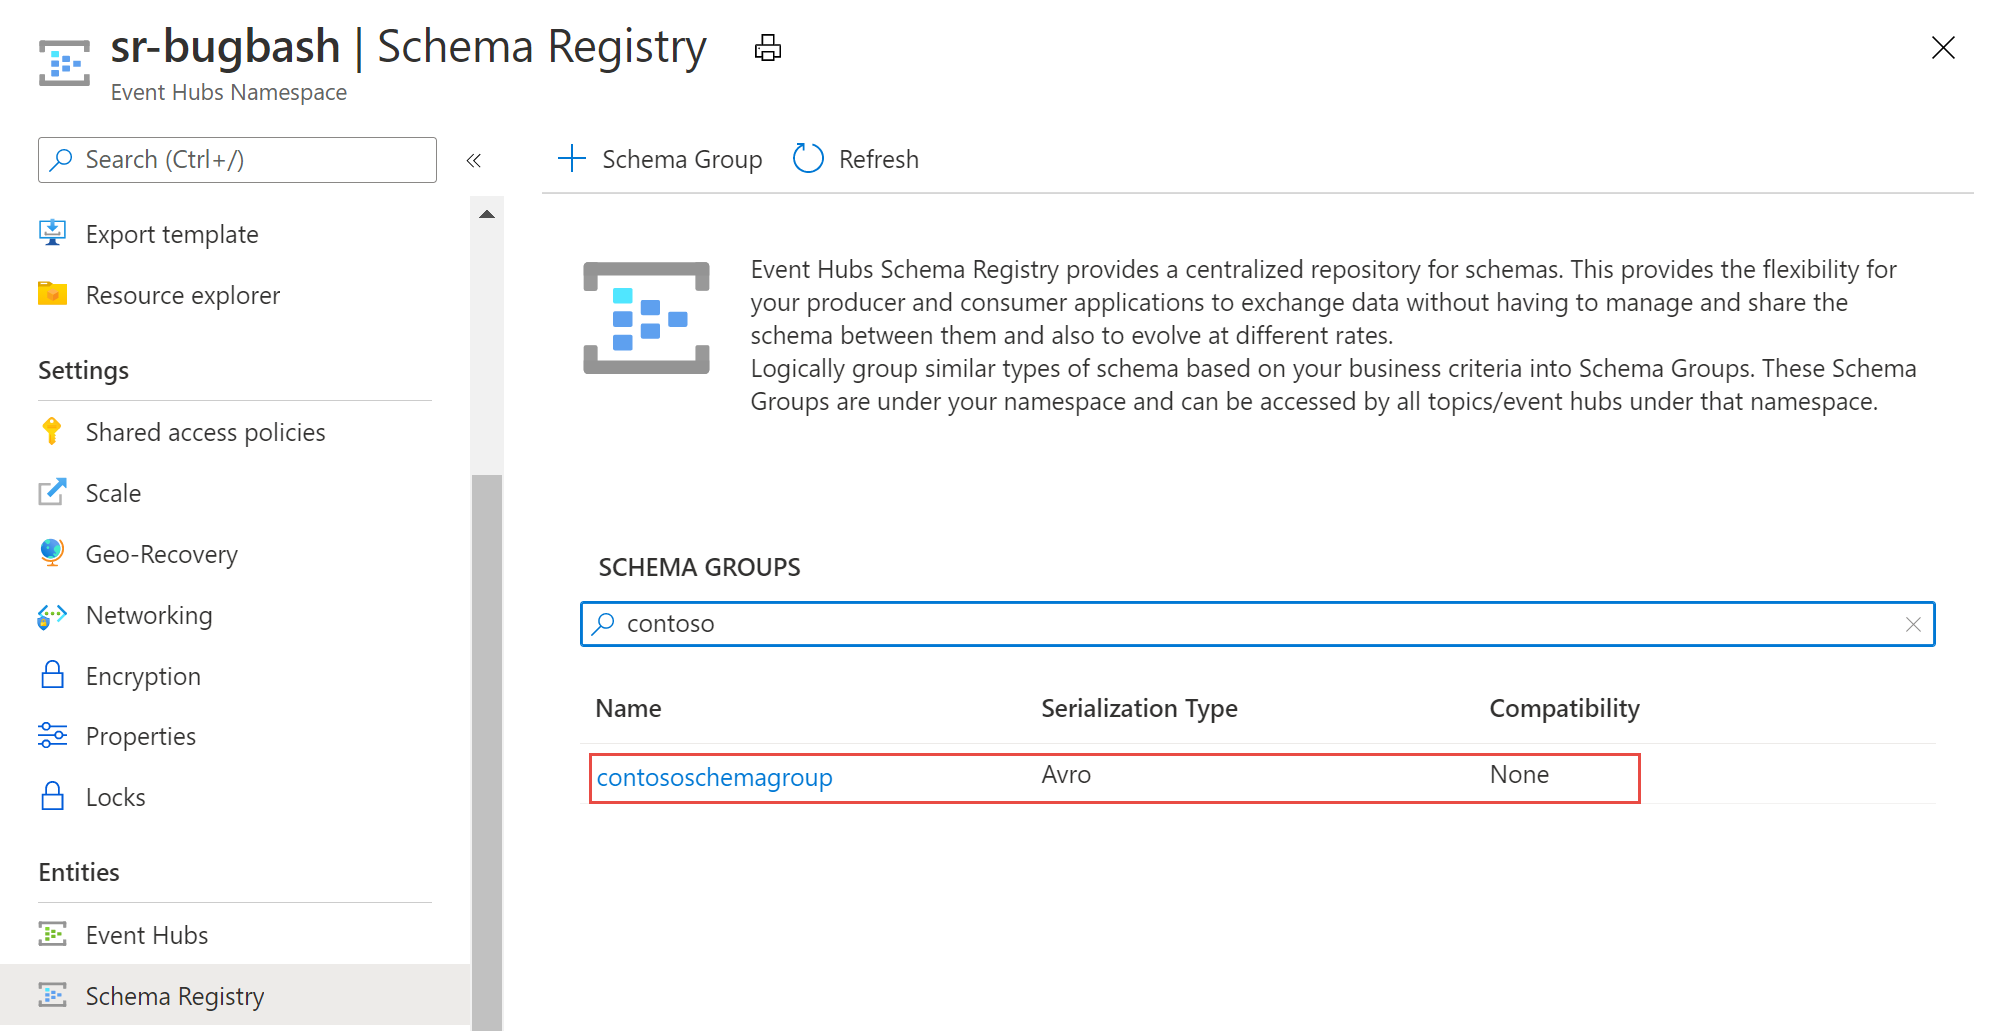 sr-bugbash | Schema Registry
Event Hubs Namespace
Search (Ctrl+/)
«
Export template
Resource explorer
Settings
Shared access policies
Scale
Geo-Recovery
Networking
Encryption
Properties
Locks
Entities
Event Hubs
Schema Registry
Schema Group
Refresh
Event Hubs Schema Registry provides a centralized repository for schemas. This provides the flexibility for
your producer and consumer applications to exchange data without having to manage and share the
schema between them and also to evolve at different rates.
Logically group similar types of schema based on your business criteria into Schema Groups. These Schema
Groups are under your namespace and can be accessed by all topics/event hubs under that namespace.
SCHEMA GROUPS
contoso
Name Serialization Type Compatibility
contososchemagroup Avro None